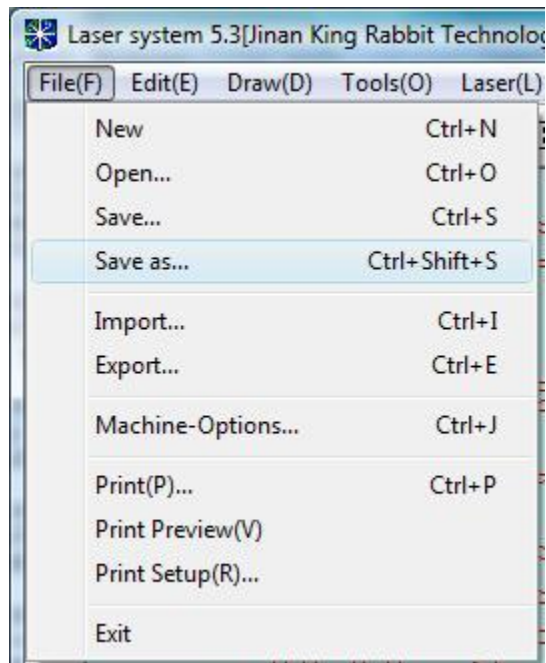 Laser system 5.3[Jinan King Rabbit Technolog
File(F) Edit(E) Draw(D) Tools(O) Laser(L)
New Ctrl+N
Open... Ctrl+O
Save... Ctrl+S
Save as... Ctrl+Shift+S
Import... Ctrl+I
Export... Ctrl+E
Machine-Options... Ctrl+J
Print(P)... Ctrl+P
Print Preview(V)
Print Setup(R)...
Exit